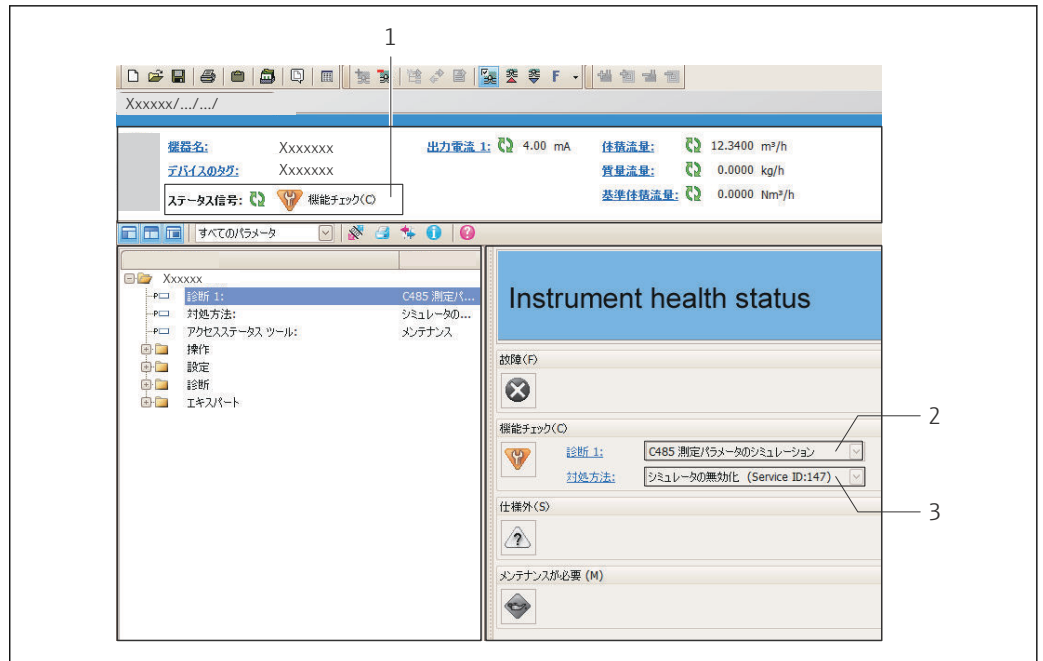 1
F
Xxxxxx/.../.../
機器名: Xxxxxxx 出力電流 1: 4.00 mA 体積流量: 12.3400 m³/h
デバイスのタグ: Xxxxxxx 質量流量: 0.0000 kg/h
ステータス信号: 機能チェック(C) 基準体積流量: 0.0000 Nm³/h
すべてのパラメータ
Xxxxxx
診断 1: C485 測定パ...
対処方法: シミュレータの...
アクセスステータス ツール: メンテナンス
操作
設定
診断
エキスパート
Instrument health status
故障(F)
機能チェック(C)
診断 1: C485 測定パラメータのシミュレーション
2
対処方法: シミュレータの無効化 (Service ID:147)
3
仕様外(S)
メンテナンスが必要 (M)